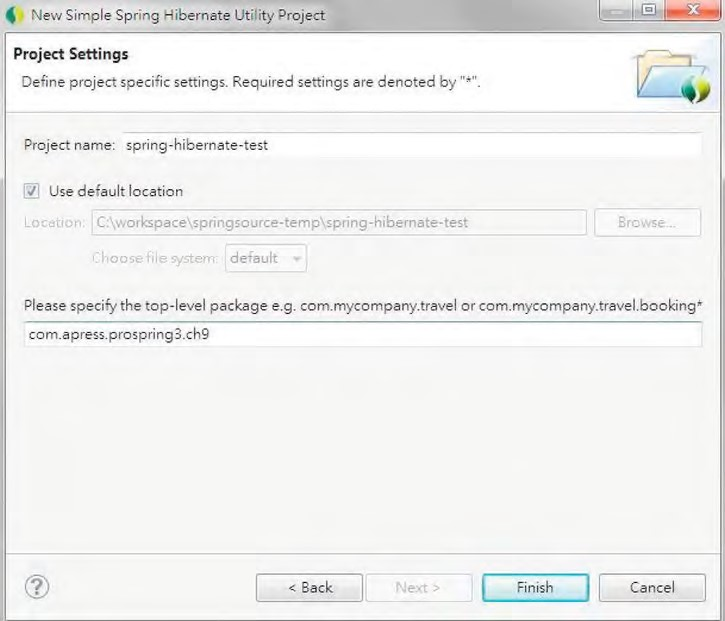 New Simple Spring Hibernate Utility Project
Project Settings
Define project specific settings. Required settings are denoted by "*".
Project name: spring-hibernate-test
Use default location
Location: C:\workspace\springsource-temp\spring-hibernate-test Browse...
Choose file system: default
Please specify the top-level package e.g. com.mycompany.travel or com.mycompany.travel.booking*
com.apress.prospring3.ch9
? < Back Next > Finish Cancel